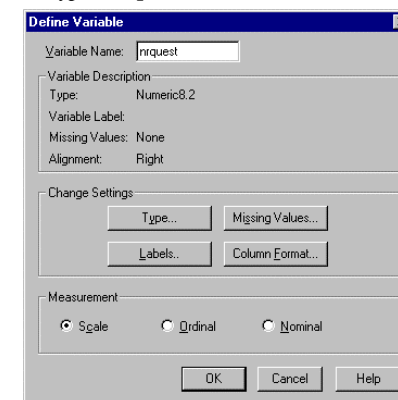 Define Variable
Variable Name: nrquest
Variable Description
Type: Numeric8.2
Variable Label:
Missing Values: None
Alignment: Right
Change Settings
Type... Missing Values...
Labels.. Column Format...
Measurement
Scale Ordinal Nominal
OK Cancel Help